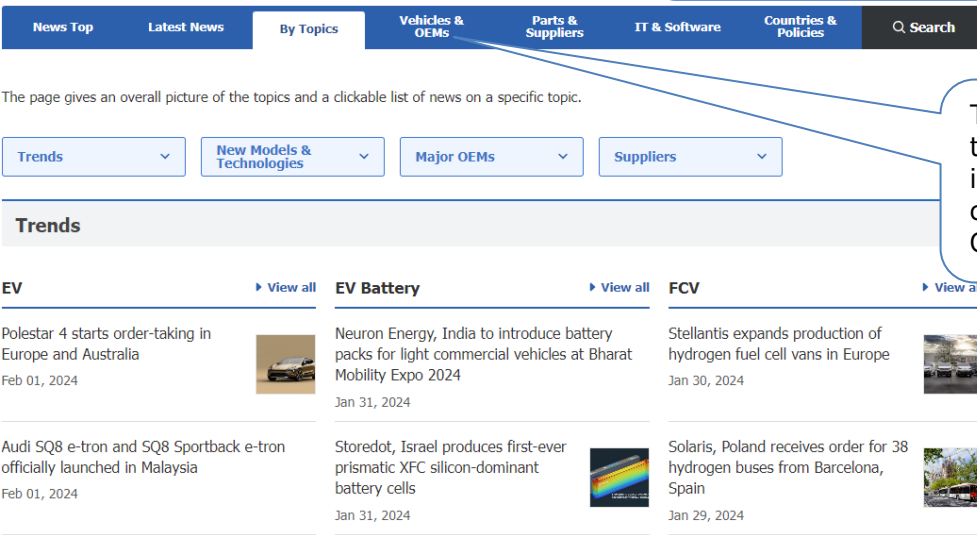 News Top
Latest News
By Topics
Vehicles &
OEMs
Parts &
Suppliers
IT & Software
Countries &
Policies
Search
The page gives an overall picture of the topics and a clickable list of news on a specific topic.
Trends
New Models &
Technologies
Major OEMs
Suppliers
Trends
EV
View all
EV Battery
View all
FCV
Polestar 4 starts order-taking in
Europe and Australia
Feb 01, 2024
Neuron Energy, India to introduce battery
packs for light commercial vehicles at Bharat
Mobility Expo 2024
Jan 31, 2024
Stellantis expands production of
hydrogen fuel cell vans in Europe
Jan 30, 2024
Audi SQ8 e-tron and SQ8 Sportback e-tron
officially launched in Malaysia
Feb 01, 2024
Storedot, Israel produces first-ever
prismatic XFC silicon-dominant
battery cells
Jan 31, 2024
Solaris, Poland receives order for 38
hydrogen buses from Barcelona,
Spain
Jan 29, 2024